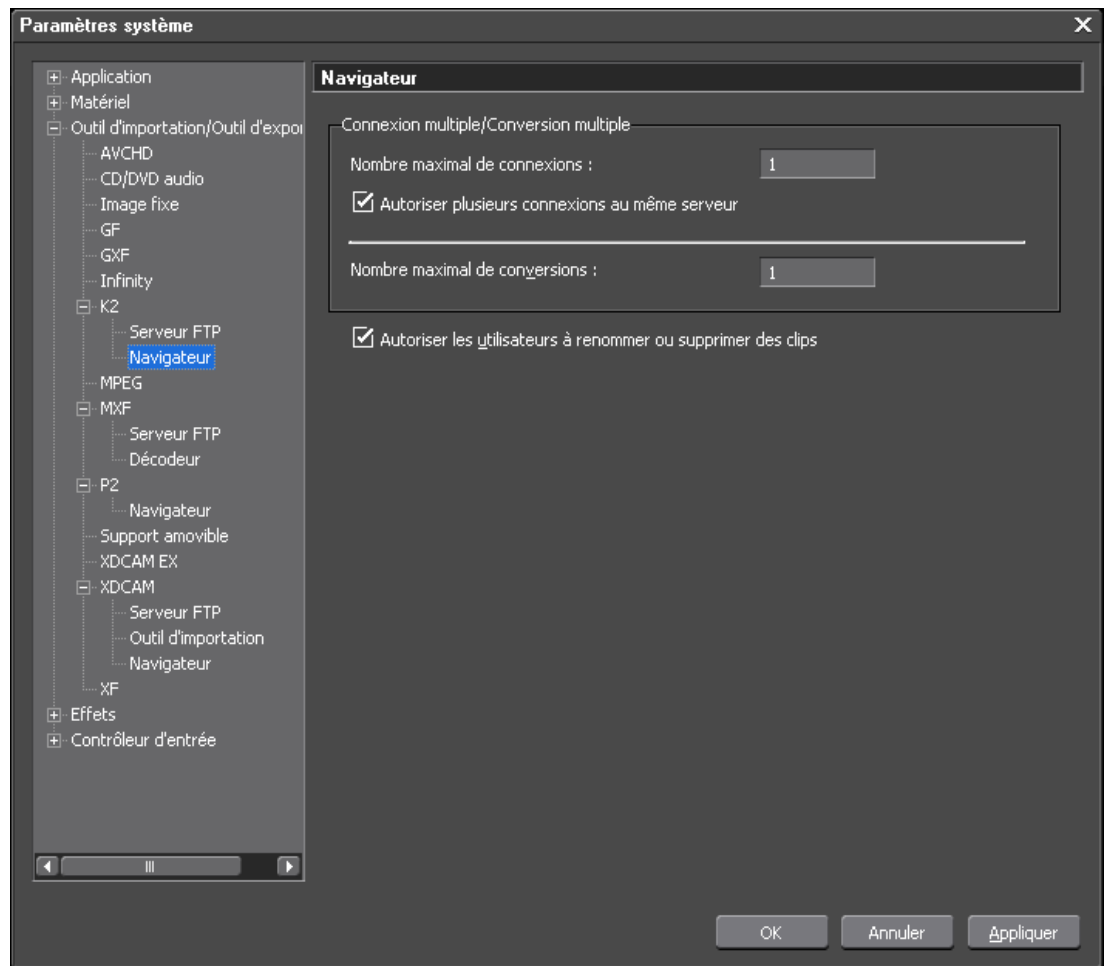 Paramètres système
Application
Matériel
Outil d'importation/Outil d'expor
AVCHD
CD/DVD audio
Image fixe
GF
GXF
Infinity
K2
Serveur FTP
Navigateur
MPEG
MXF
Serveur FTP
Décodeur
P2
Navigateur
Support amovible
XDCAM EX
XDCAM
Serveur FTP
Outil d'importation
Navigateur
XF
Effets
Contrôleur d'entrée
Navigateur
Connexion multiple/Conversion multiple
Nombre maximal de connexions : 1
Autoriser plusieurs connexions au même serveur
Nombre maximal de conversions : 1
Autoriser les utilisateurs à renommer ou supprimer des clips
OK Annuler Appliquer